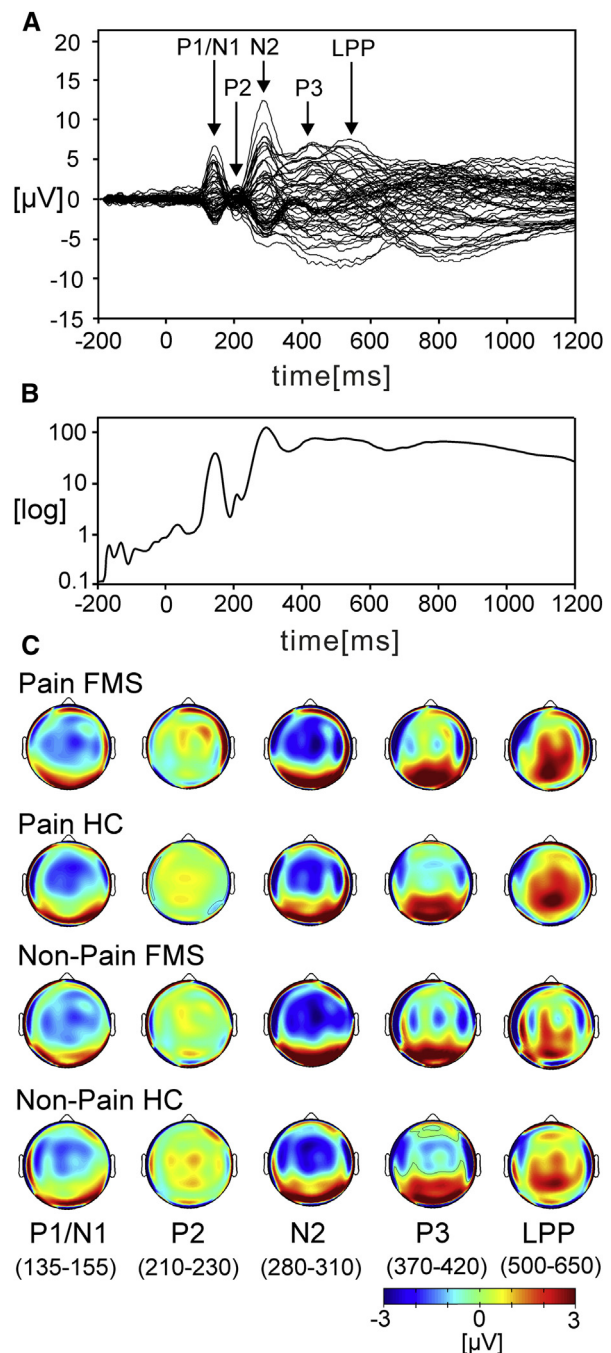 A
P1/N1 N2 LPP
P2 P3
20
15
10
5
[µV] 0
-5
-10
-15
-200 0 200 400 600 800 1000 1200
time[ms]
B
100
10
[log]
1
0.1
-200 0 200 400 600 800 1000 1200
time[ms]
C
Pain FMS
Pain HC
Non-Pain FMS
Non-Pain HC
P1/N1 P2 N2 P3 LPP
(135-155) (210-230) (280-310) (370-420) (500-650)
-3 0 3
[µV]